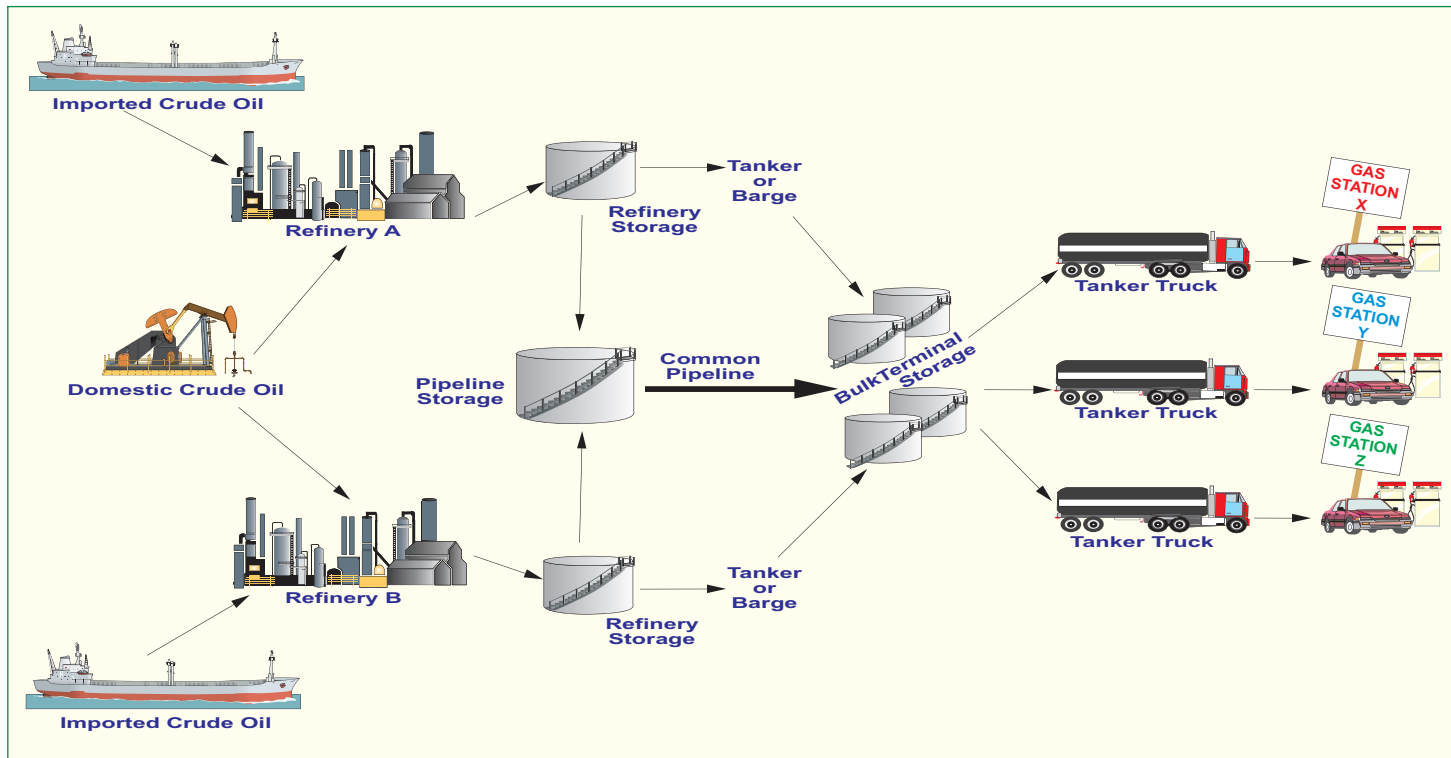 Imported Crude Oil
Refinery A
Refinery
Storage
Tanker
or
Barge
GAS
STATION
X
Tanker Truck
Domestic Crude Oil
Pipeline
Storage
Common
Pipeline
BulkTerminal
Storage
GAS
STATION
Y
Tanker Truck
GAS
STATION
Z
Tanker Truck
Refinery B
Refinery
Storage
Tanker
or
Barge
Imported Crude Oil